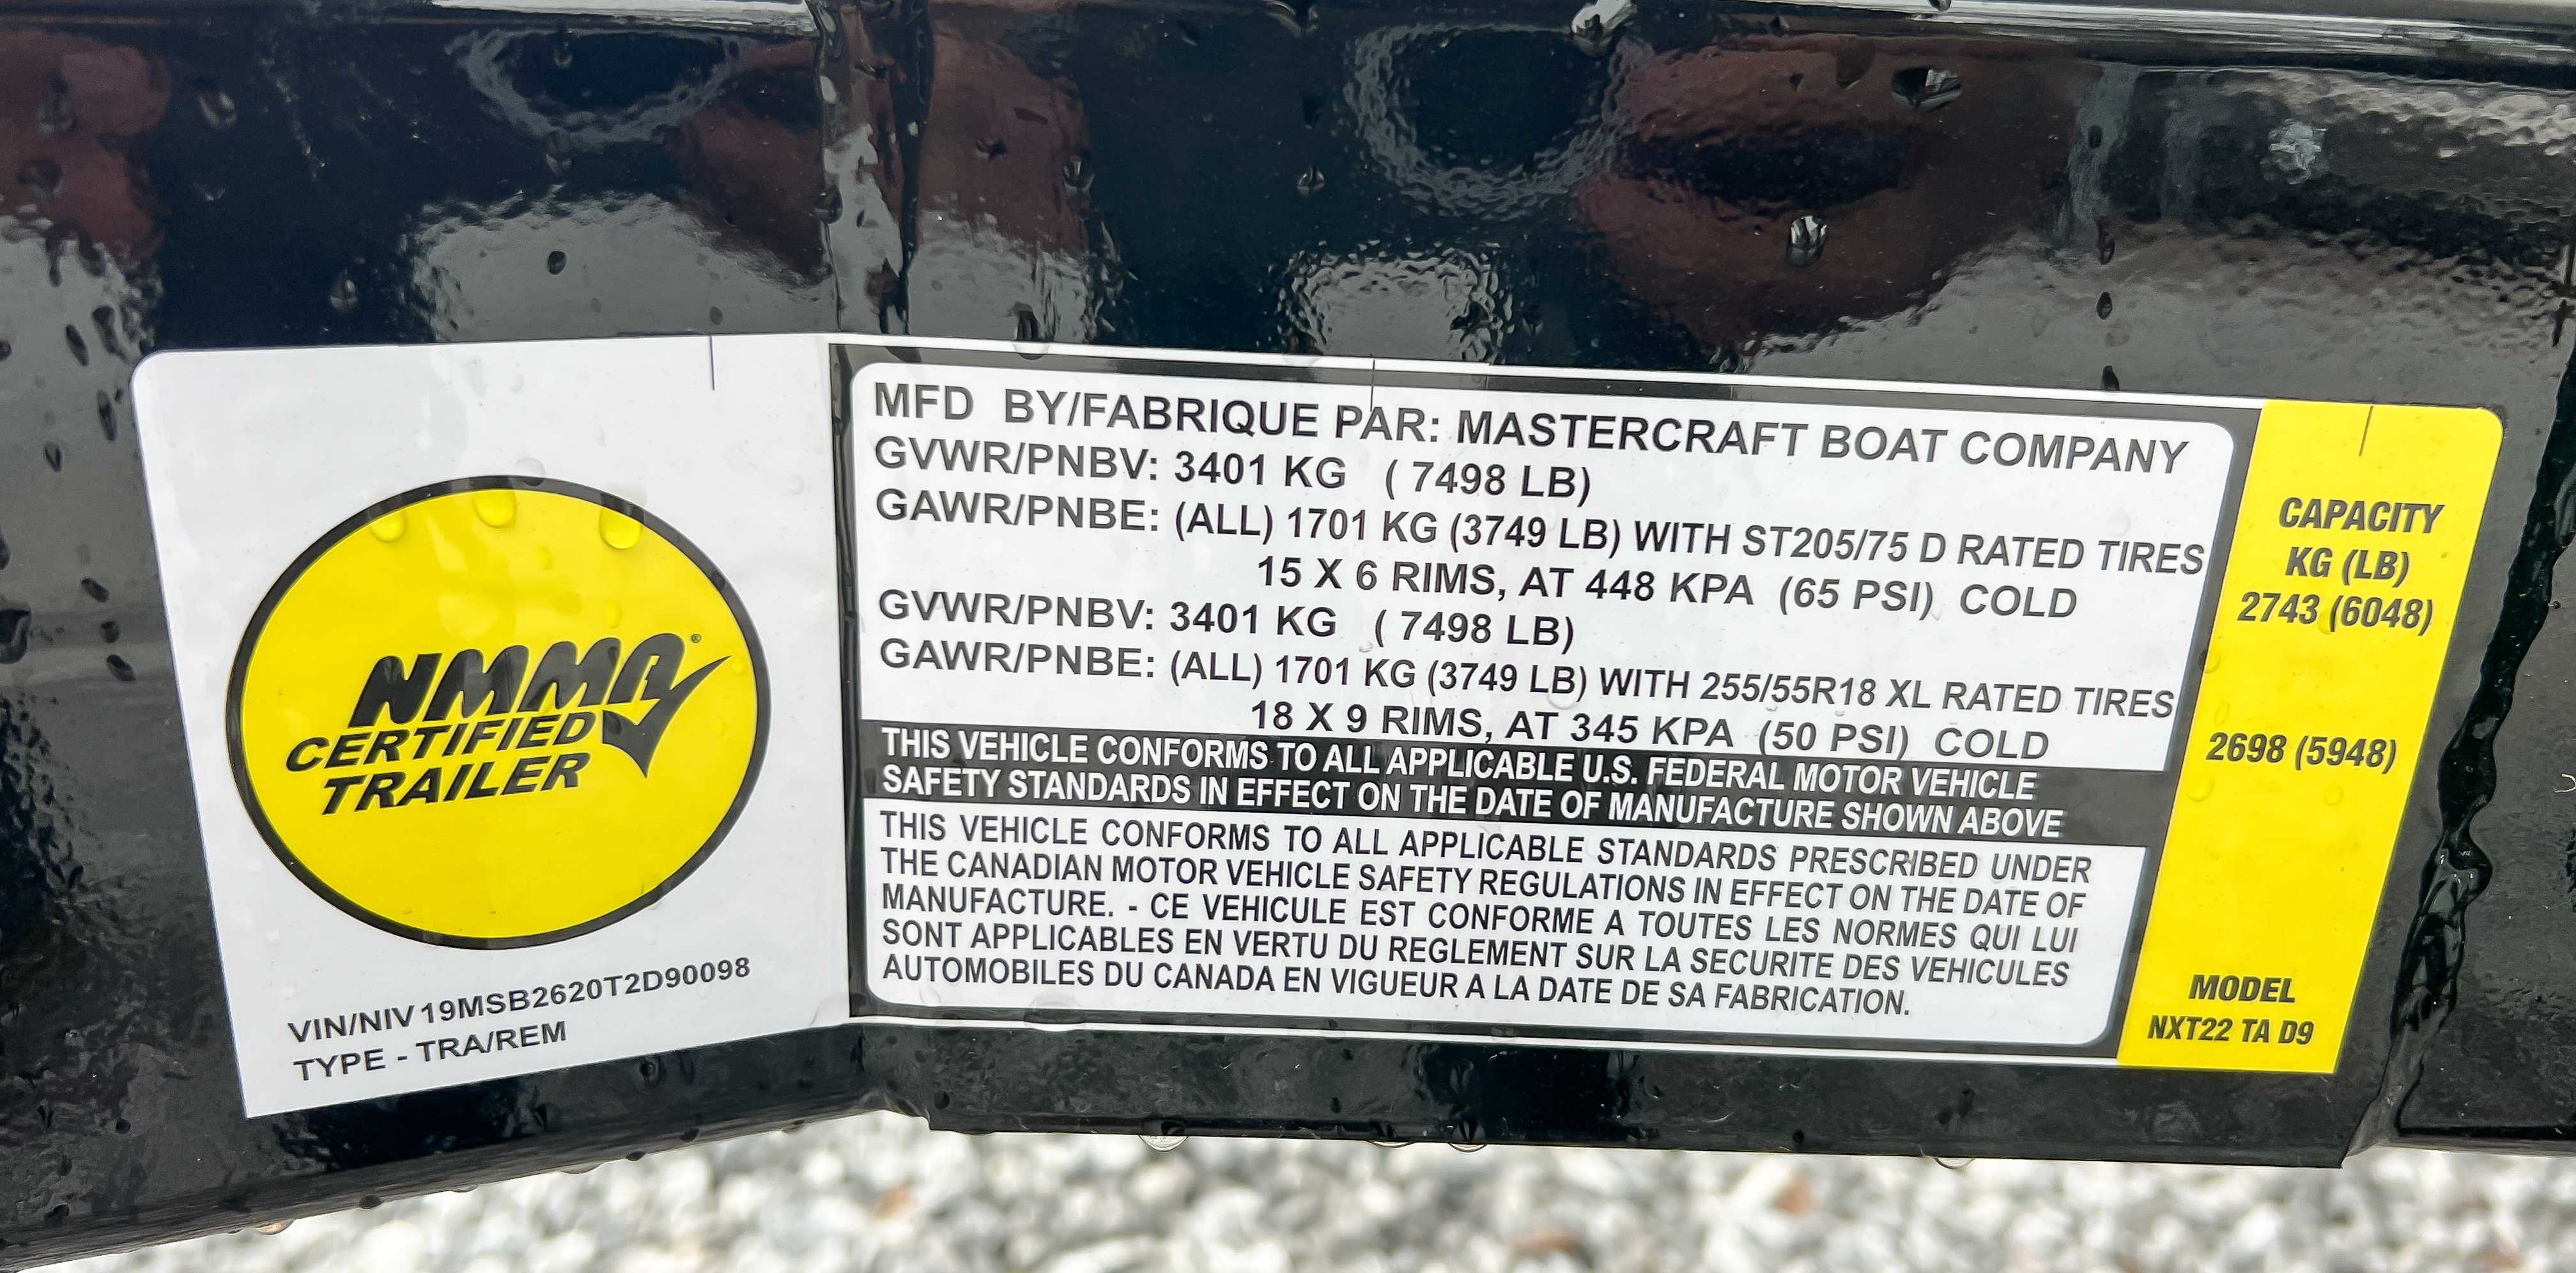 NMMA®
CERTIFIED
TRAILER
VIN/NIV 19MSB2620T2D90098
TYPE - TRA/REM
MFD BY/FABRIQUE PAR: MASTERCRAFT BOAT COMPANY
GVWR/PNBV: 3401 KG ( 7498 LB)
GAWR/PNBE: (ALL) 1701 KG (3749 LB) WITH ST205/75 D RATED TIRES
15 X 6 RIMS, AT 448 KPA (65 PSI) COLD
GVWR/PNBV: 3401 KG ( 7498 LB)
GAWR/PNBE: (ALL) 1701 KG (3749 LB) WITH 255/55R18 XL RATED TIRES
18 X 9 RIMS, AT 345 KPA (50 PSI) COLD
THIS VEHICLE CONFORMS TO ALL APPLICABLE U.S. FEDERAL MOTOR VEHICLE
SAFETY STANDARDS IN EFFECT ON THE DATE OF MANUFACTURE SHOWN ABOVE
THIS VEHICLE CONFORMS TO ALL APPLICABLE STANDARDS PRESCRIBED UNDER
THE CANADIAN MOTOR VEHICLE SAFETY REGULATIONS IN EFFECT ON THE DATE OF
MANUFACTURE. - CE VEHICULE EST CONFORME A TOUTES LES NORMES QUI LUI
SONT APPLICABLES EN VERTU DU REGLEMENT SUR LA SECURITE DES VEHICULES
AUTOMOBILES DU CANADA EN VIGUEUR A LA DATE DE SA FABRICATION.
CAPACITY
KG (LB)
2743 (6048)
2698 (5948)
MODEL
NXT22 TA D9